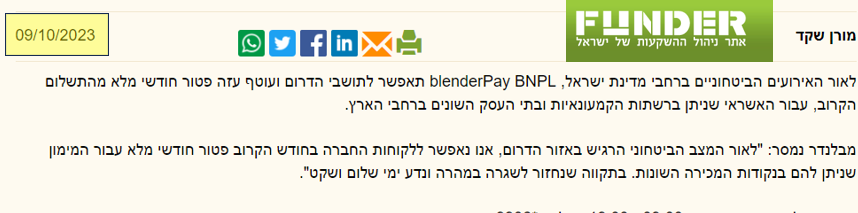 מורן שקד
FUNDER
אתר ניהול ההשקעות של ישראל
09/10/2023
לאור האירועים הביטחוניים ברחבי מדינת ישראל, blenderPay BNPL תאפשר לתושבי הדרום ועוטף עזה פטור חודשי מלא מהתשלום
הקרוב, עבור האשראי שניתן ברשתות הקמעונאיות ובתי העסק השונים ברחבי הארץ.
מבלנדר נמסר: "לאור המצב הביטחוני הרגיש באזור הדרום, אנו נאפשר ללקוחות החברה בחודש הקרוב פטור חודשי מלא עבור המימון
שניתן להם בנקודות המכירה השונות. בתקווה שנחזור לשגרה במהרה ונדע ימי שלום ושקט".